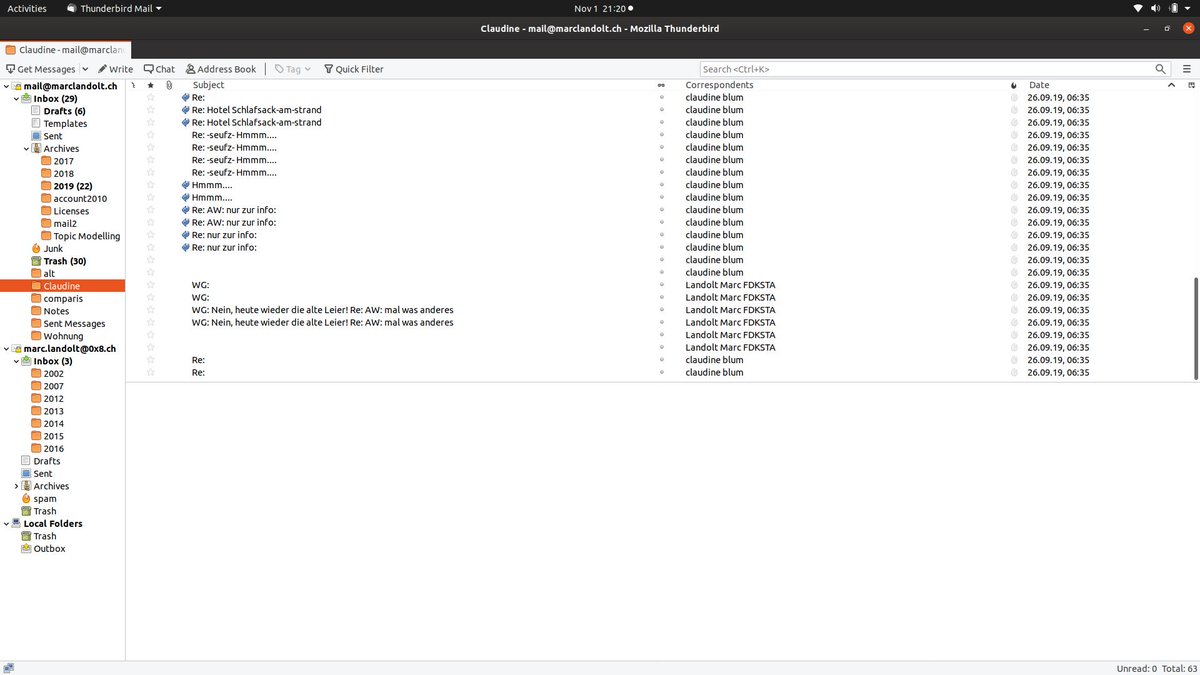 Activities Thunderbird Mail Nov 1 21:20
Claudine - mail@marclandolt.ch - Mozilla Thunderbird
Claudine - mail@marclan
Get Messages Write Chat Address Book Tag Quick Filter Search <Ctrl+K>
mail@marclandolt.ch
Inbox (29)
Drafts (6)
Templates
Sent
Archives
2017
2018
2019 (22)
account2010
Licenses
mail2
Topic Modelling
Junk
Trash (30)
alt
Claudine
comparis
Notes
Sent Messages
Wohnung
marc.landolt@0x8.ch
Inbox (3)
2002
2007
2012
2013
2014
2015
2016
Drafts
Sent
Archives
spam
Trash
Local Folders
Trash
Outbox
Subject Correspondents Date
Re: claudine blum 26.09.19, 06:35
Re: Hotel Schlafsack-am-strand claudine blum 26.09.19, 06:35
Re: Hotel Schlafsack-am-strand claudine blum 26.09.19, 06:35
Re: -seufz- Hmmm.... claudine blum 26.09.19, 06:35
Re: -seufz- Hmmm.... claudine blum 26.09.19, 06:35
Re: -seufz- Hmmm.... claudine blum 26.09.19, 06:35
Re: -seufz- Hmmm.... claudine blum 26.09.19, 06:35
Hmmm.... claudine blum 26.09.19, 06:35
Hmmm.... claudine blum 26.09.19, 06:35
Re: AW: nur zur info: claudine blum 26.09.19, 06:35
Re: AW: nur zur info: claudine blum 26.09.19, 06:35
Re: nur zur info: claudine blum 26.09.19, 06:35
Re: nur zur info: claudine blum 26.09.19, 06:35
claudine blum 26.09.19, 06:35
claudine blum 26.09.19, 06:35
WG: Landolt Marc FDKSTA 26.09.19, 06:35
WG: Landolt Marc FDKSTA 26.09.19, 06:35
WG: Nein, heute wieder die alte Leier! Re: AW: mal was anderes Landolt Marc FDKSTA 26.09.19, 06:35
WG: Nein, heute wieder die alte Leier! Re: AW: mal was anderes Landolt Marc FDKSTA 26.09.19, 06:35
Landolt Marc FDKSTA 26.09.19, 06:35
Landolt Marc FDKSTA 26.09.19, 06:35
Re: claudine blum 26.09.19, 06:35
Re: claudine blum 26.09.19, 06:35
Unread: 0 Total: 63